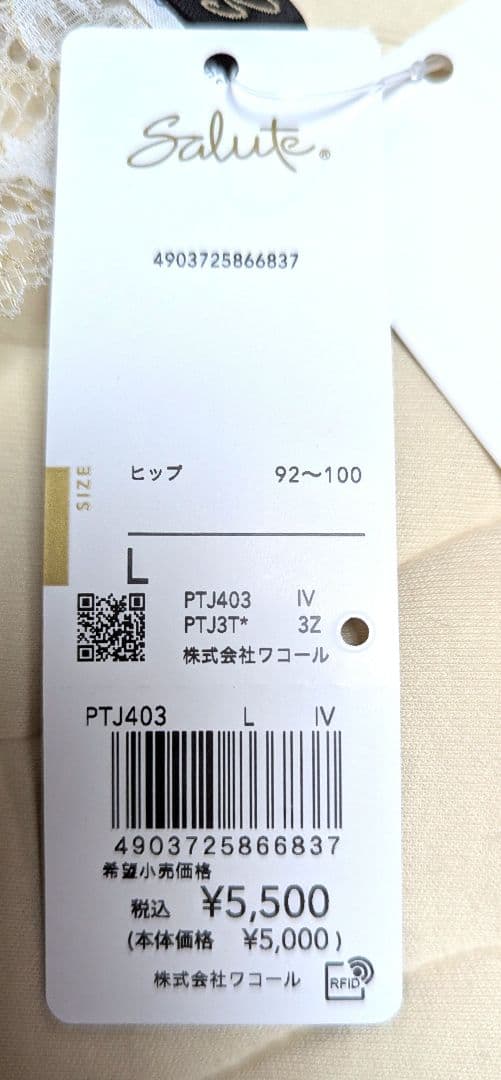 Salute®
4903725866837
SIZE
ヒップ 92〜100
L
PTJ403 IV
PTJ3T* 3Z
株式会社ワコール
PTJ403 L IV
4903725866837
希望小売価格
税込 ¥5,500
(本体価格 ¥5,000)
株式会社ワコール
RFID